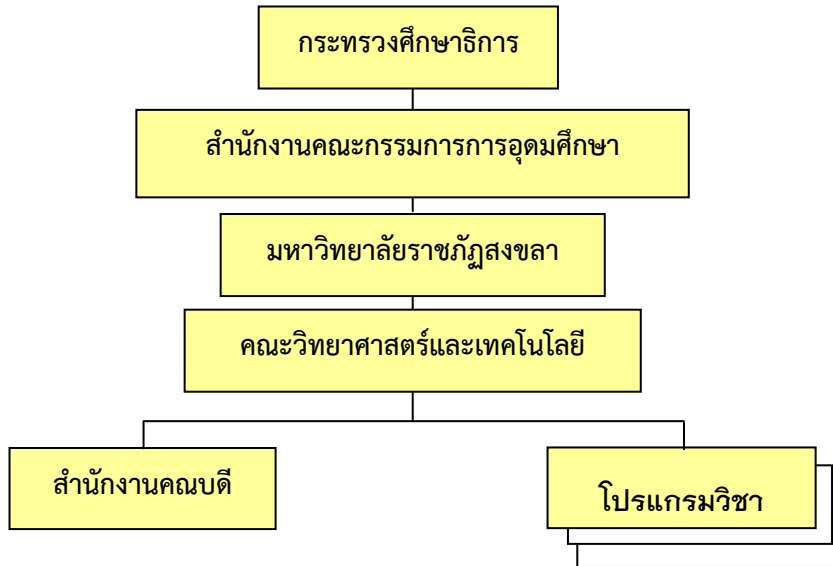 กระทรวงศึกษาธิการ
สำนักงานคณะกรรมการการอุดมศึกษา
มหาวิทยาลัยราชภัฏสงขลา
คณะวิทยาศาสตร์และเทคโนโลยี
สำนักงานคณบดี
โปรแกรมวิชา